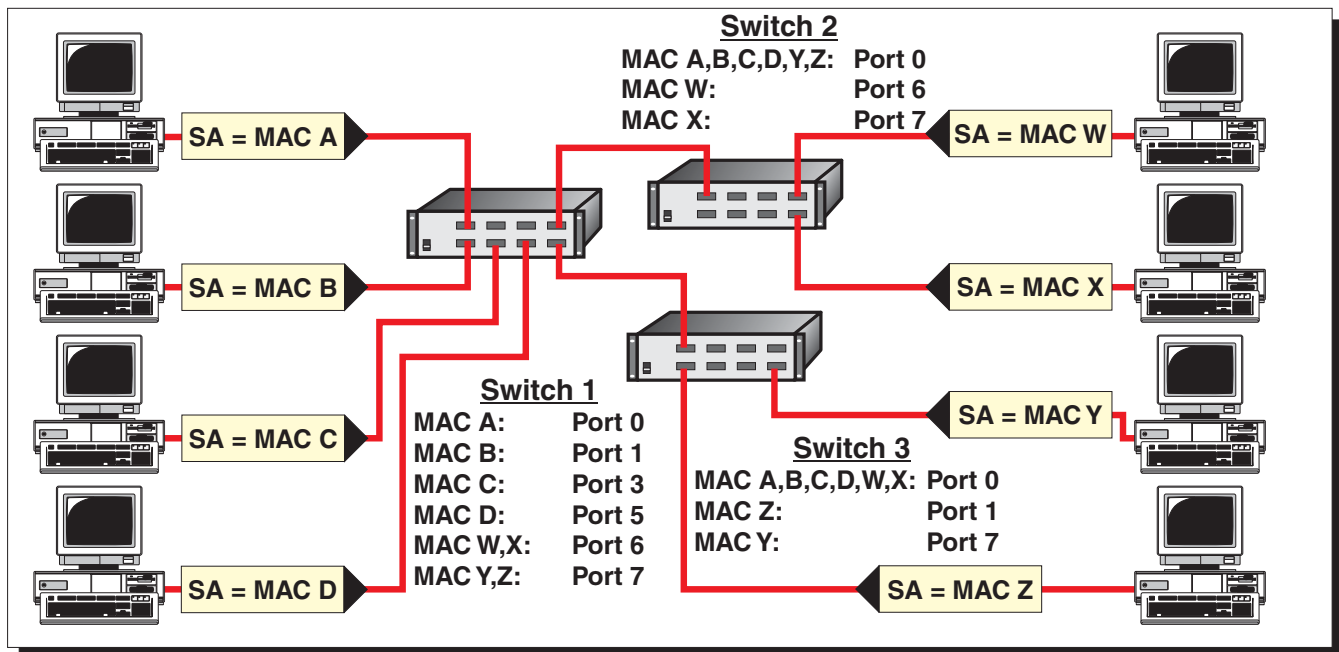 Switch 2
MAC A,B,C,D,Y,Z: Port 0
MAC W: Port 6
MAC X: Port 7
SA = MAC A
SA = MAC W
SA = MAC B
SA = MAC X
SA = MAC C
SA = MAC Y
SA = MAC D
SA = MAC Z
Switch 1
MAC A: Port 0
MAC B: Port 1
MAC C: Port 3
MAC D: Port 5
MAC W,X: Port 6
MAC Y,Z: Port 7
Switch 3
MAC A,B,C,D,W,X: Port 0
MAC Z: Port 1
MAC Y: Port 7